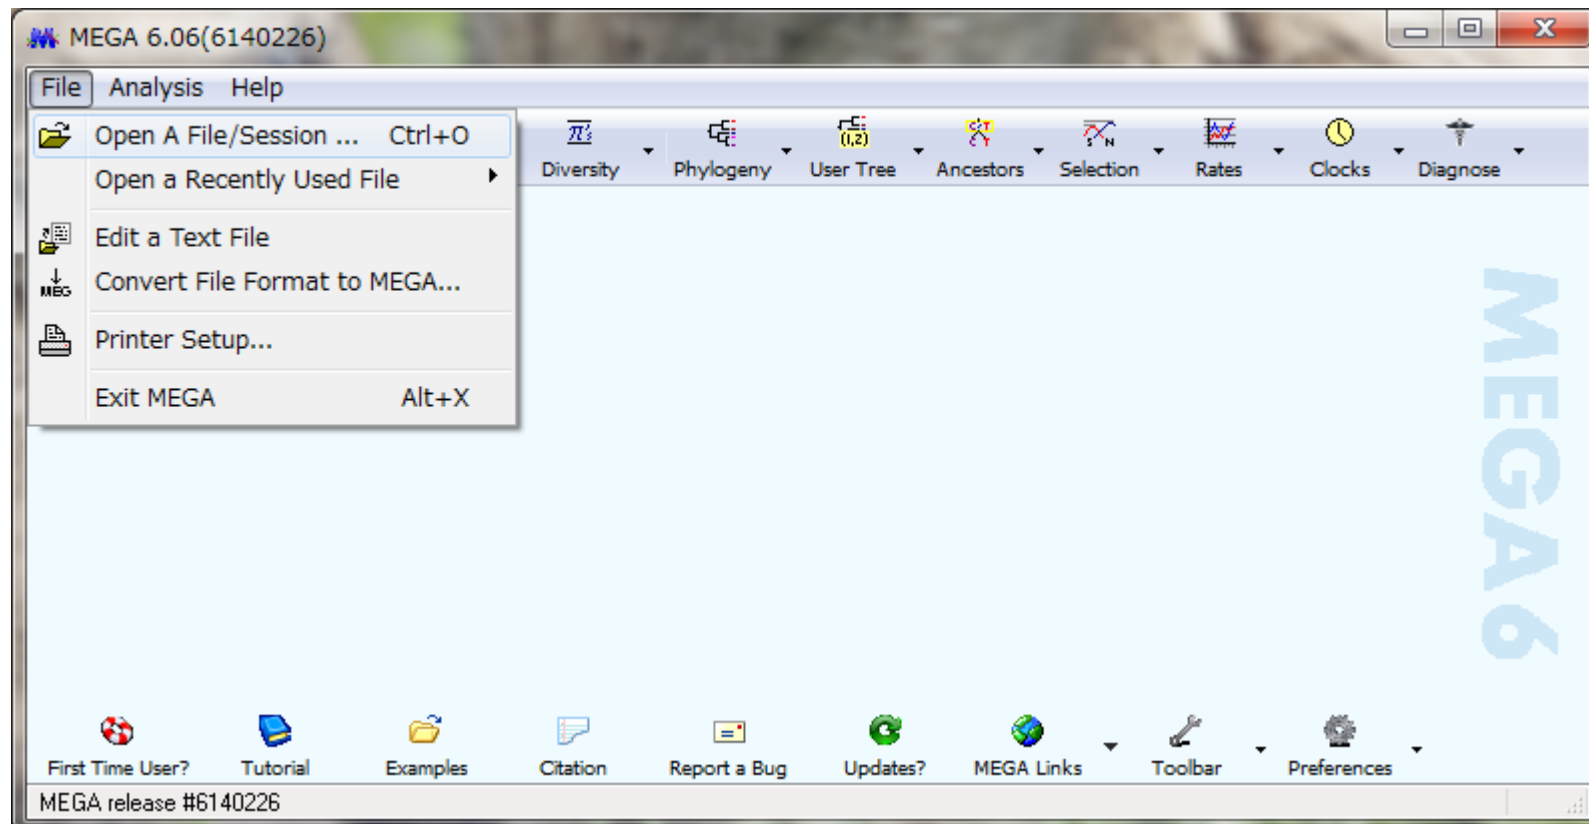 MEGA 6.06(6140226)
File Analysis Help
Open A File/Session ... Ctrl+O
Open a Recently Used File
Edit a Text File
Convert File Format to MEGA...
Printer Setup...
Exit MEGA Alt+X
Diversity Phylogeny User Tree Ancestors Selection Rates Clocks Diagnose
MEGA6
First Time User? Tutorial Examples Citation Report a Bug Updates? MEGA Links Toolbar Preferences
MEGA release #6140226